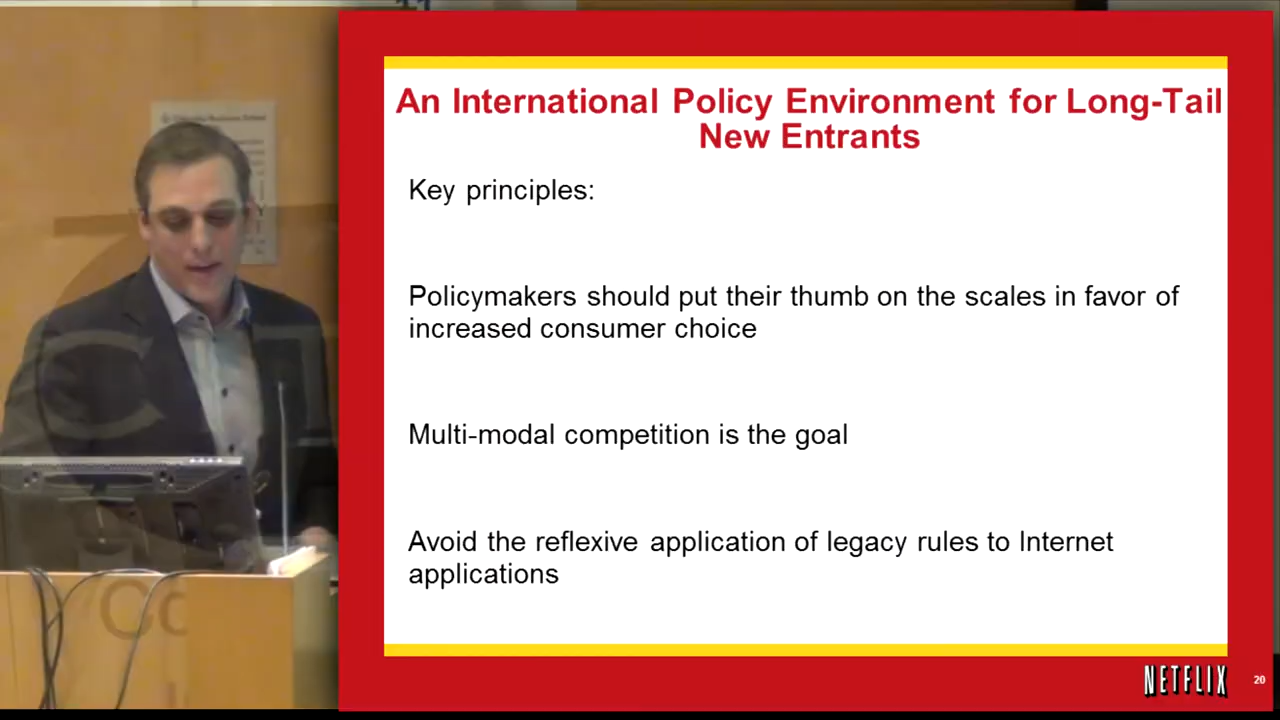 An International Policy Environment for Long-Tail
New Entrants
Key principles:
Policymakers should put their thumb on the scales in favor of
increased consumer choice
Multi-modal competition is the goal
Avoid the reflexive application of legacy rules to Internet
applications
NETFLIX
20